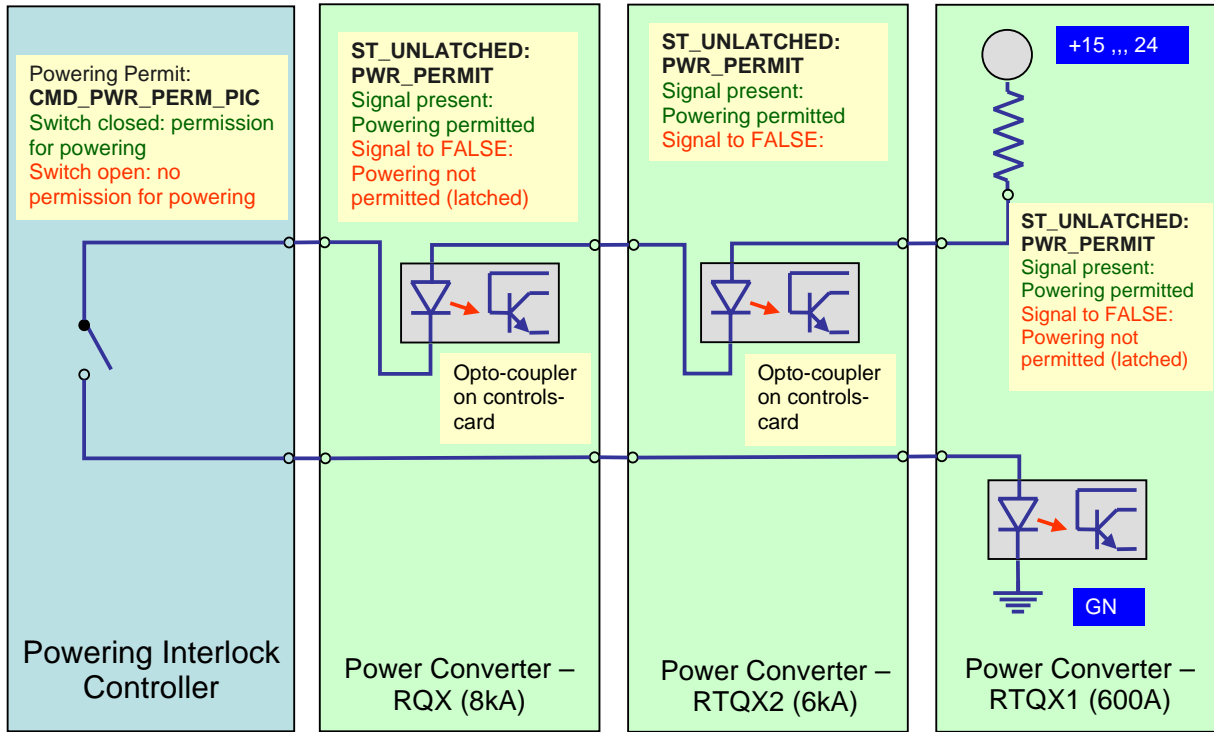 Powering Permit:
CMD_PWR_PERM_PIC
Switch closed: permission
for powering
Switch open: no
permission for powering
Powering Interlock
Controller
ST_UNLATCHED:
PWR_PERMIT
Signal present:
Powering permitted
Signal to FALSE:
Powering not
permitted (latched)
Opto-coupler
on controls-
card
Power Converter –
RQX (8kA)
ST_UNLATCHED:
PWR_PERMIT
Signal present:
Powering permitted
Signal to FALSE:
Opto-coupler
on controls-
card
Power Converter –
RTQX2 (6kA)
+15 ,,, 24
ST_UNLATCHED:
PWR_PERMIT
Signal present:
Powering permitted
Signal to FALSE:
Powering not
permitted (latched)
GN
Power Converter –
RTQX1 (600A)